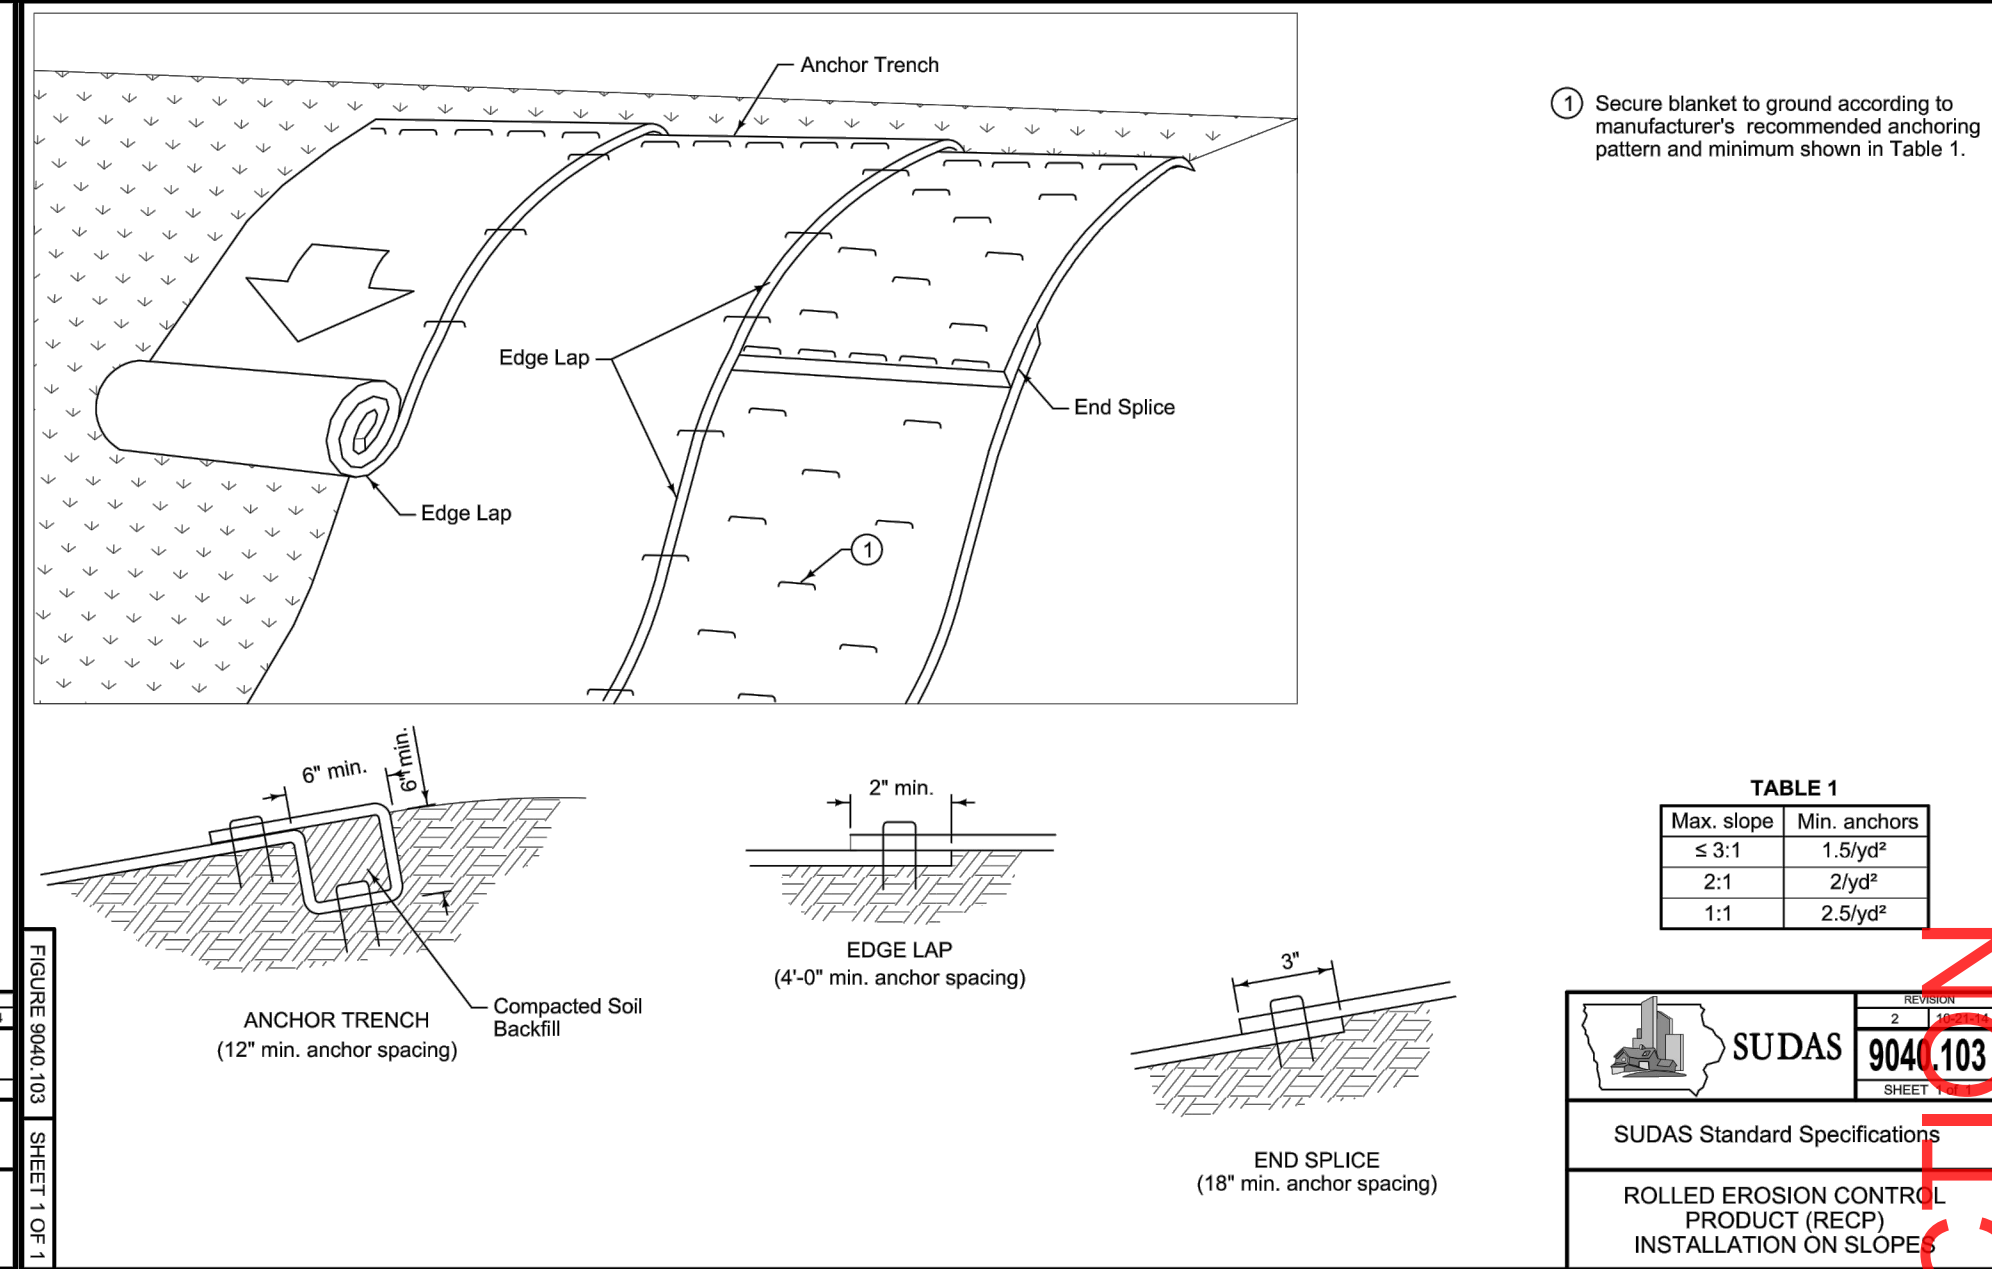 Anchor Trench
1 Secure blanket to ground according to
manufacturer's recommended anchoring
pattern and minimum shown in Table 1.
Edge Lap
End Splice
Edge Lap
1
6" min.
6" min.
Compacted Soil
Backfill
ANCHOR TRENCH
(12" min. anchor spacing)
2" min.
EDGE LAP
(4'-0" min. anchor spacing)
3"
END SPLICE
(18" min. anchor spacing)
TABLE 1
Max. slope Min. anchors
≤ 3:1 1.5/yd²
2:1 2/yd²
1:1 2.5/yd²
FIGURE 9040.103
SHEET 1 OF 1
SUDAS
REVISION
2 10-21-14
9040.103
SHEET 1 of 1
SUDAS Standard Specifications
ROLLED EROSION CONTROL
PRODUCT (RECP)
INSTALLATION ON SLOPES